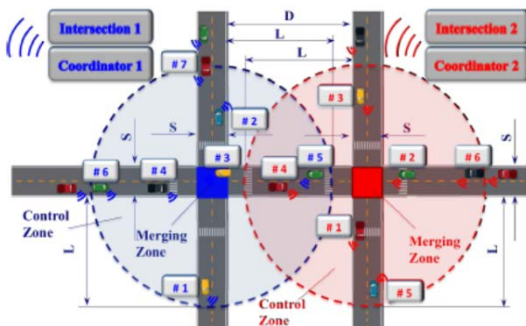 D
Intersection 1
Intersection 2
L
Coordinator 1
Coordinator 2
L
# 7
# 3
# 2
S
S
S
S
# 6
# 4
# 3
# 5
# 4
# 2
# 6
Control
Zone
Merging
Zone
Merging
Zone
L
L
# 1
# 1
Control
Zone
# 5